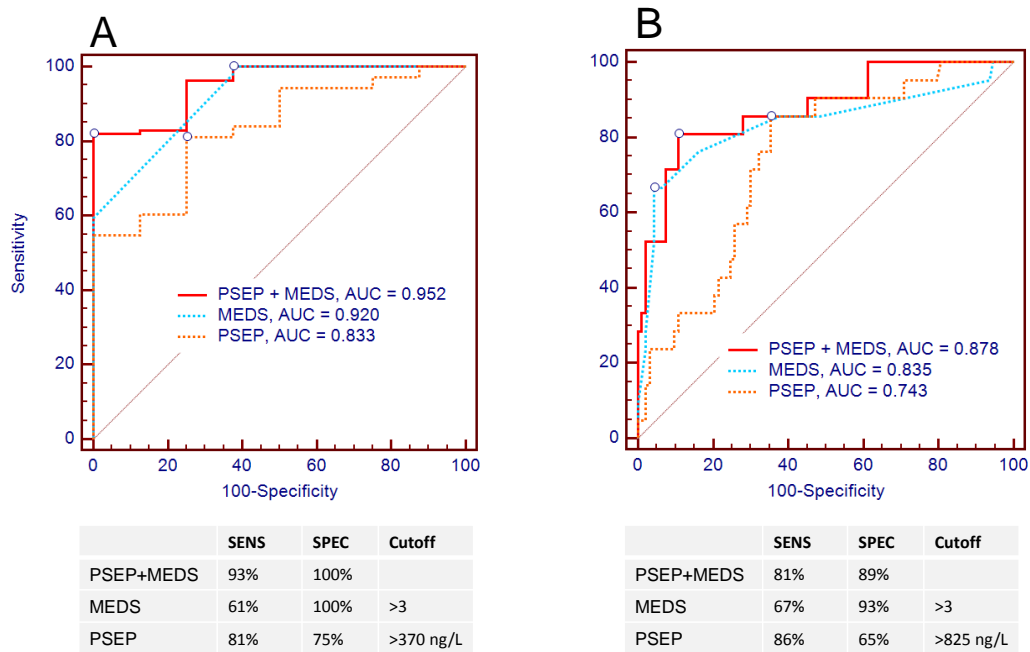 A
100
80
60
40
20
0
Sensitivity
PSEP + MEDS, AUC = 0.952
MEDS, AUC = 0.920
PSEP, AUC = 0.833
0 20 40 60 80 100
100-Specificity
SENS SPEC Cutoff
PSEP+MEDS 93% 100%
MEDS 61% 100% >3
PSEP 81% 75% >370 ng/L
B
100
80
60
40
20
0
PSEP + MEDS, AUC = 0.878
MEDS, AUC = 0.835
PSEP, AUC = 0.743
0 20 40 60 80 100
100-Specificity
SENS SPEC Cutoff
PSEP+MEDS 81% 89%
MEDS 67% 93% >3
PSEP 86% 65% >825 ng/L